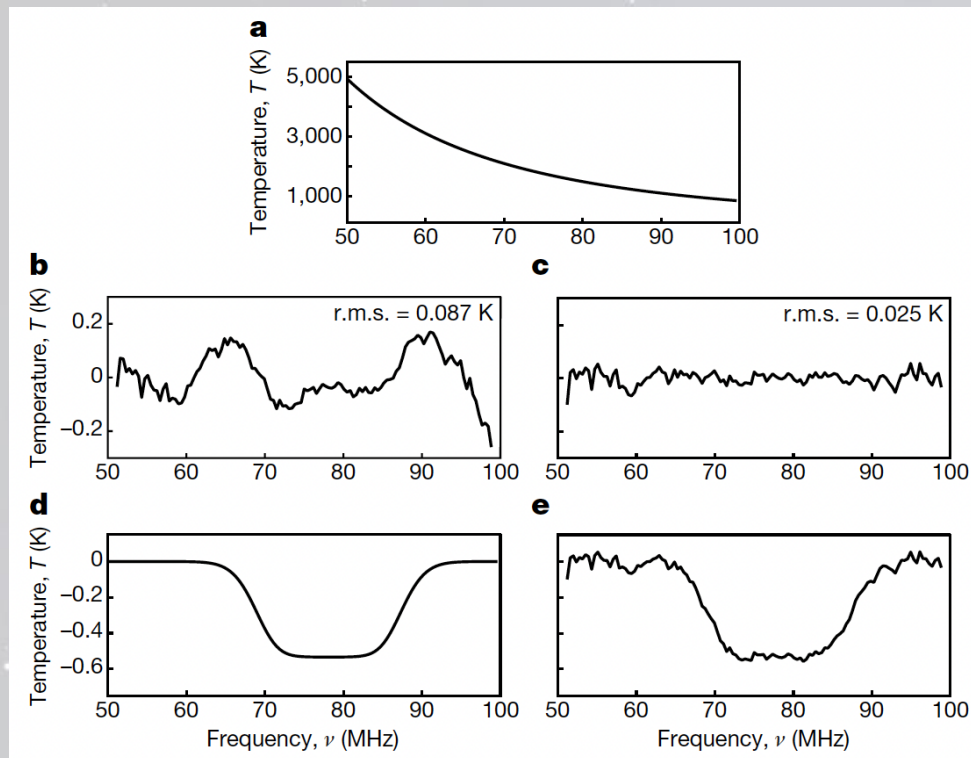 a
Temperature, T (K)
5,000
3,000
1,000
50 60 70 80 90 100
b
Temperature, T (K)
r.m.s. = 0.087 K
0.2
0
−0.2
50 60 70 80 90 100
c
r.m.s. = 0.025 K
50 60 70 80 90 100
d
Temperature, T (K)
0
−0.2
−0.4
−0.6
50 60 70 80 90 100
Frequency, ν (MHz)
e
50 60 70 80 90 100
Frequency, ν (MHz)